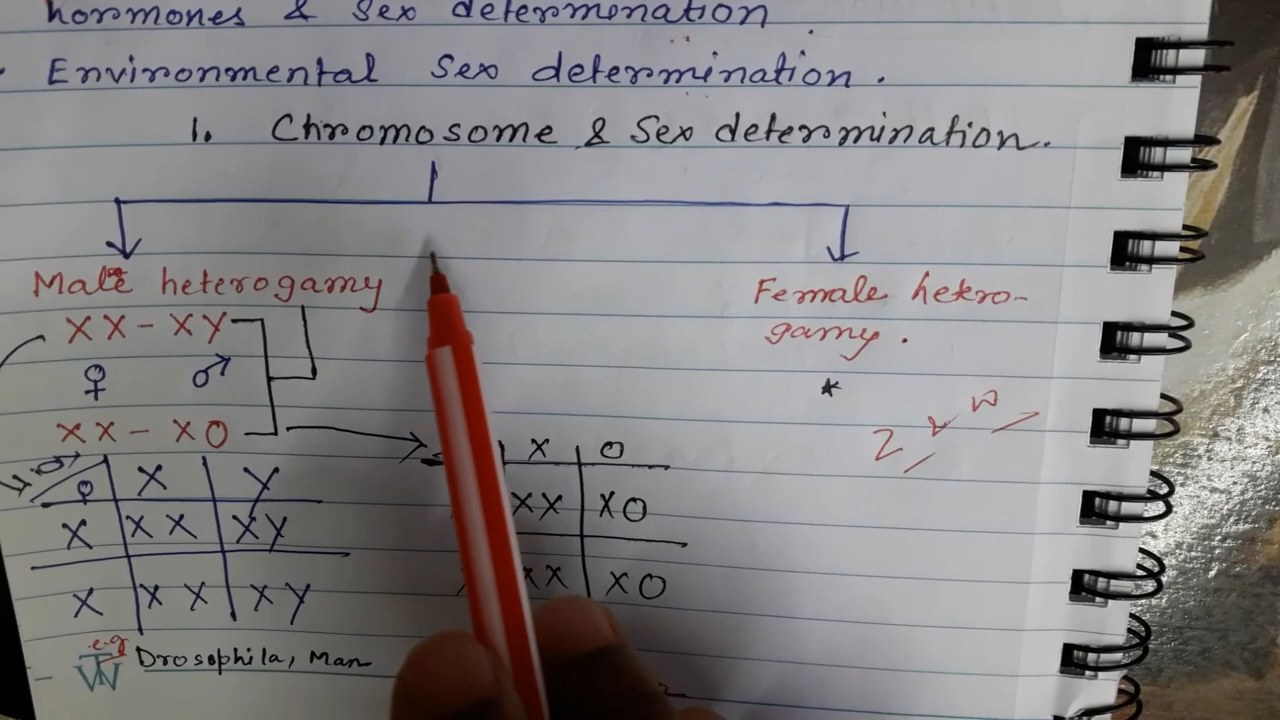 hormones & Sex determination
Environmental Sex determination.
1. Chromosome & Sex determination.
Male heterogamy
XX - XY
♀ ♂
XX - XO
♂ X Y
♀
X XX XY
X XX XY
e.g Drosophila, Man
X O
XX XO
XX XO
Female hetero-
gamy.
*
Z W